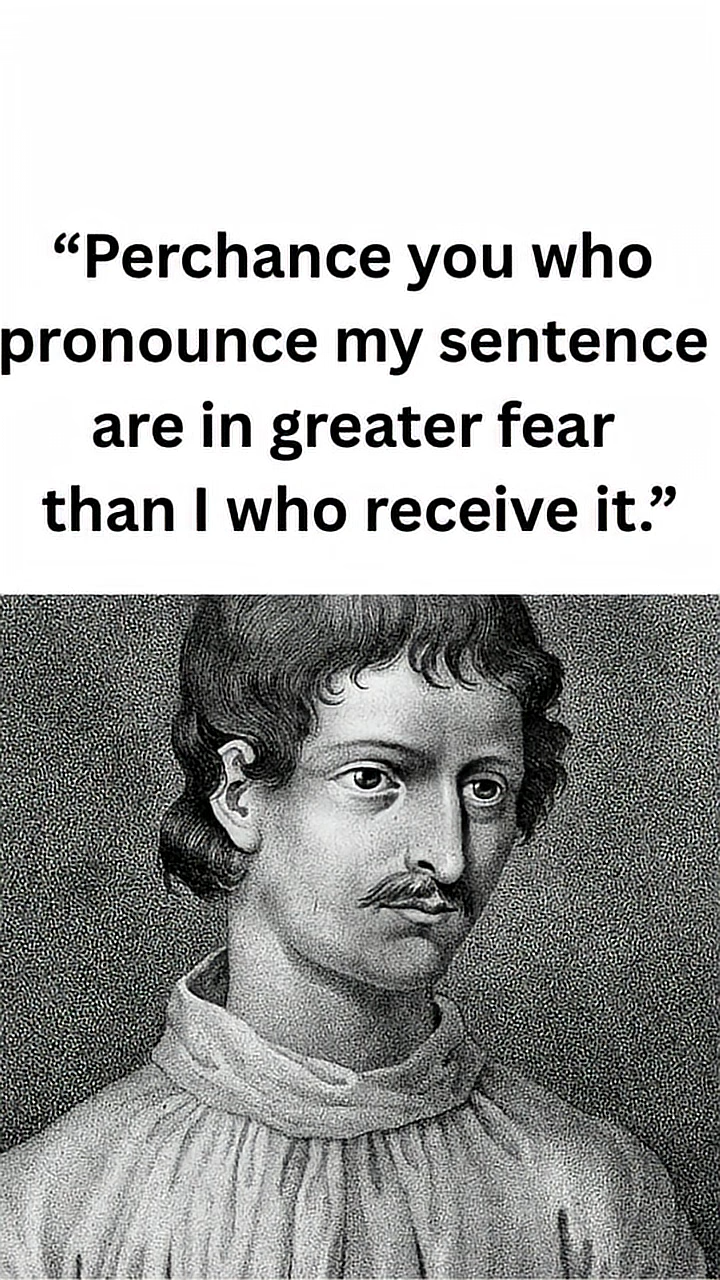 “Perchance you who
pronounce my sentence
are in greater fear
than I who receive it.”